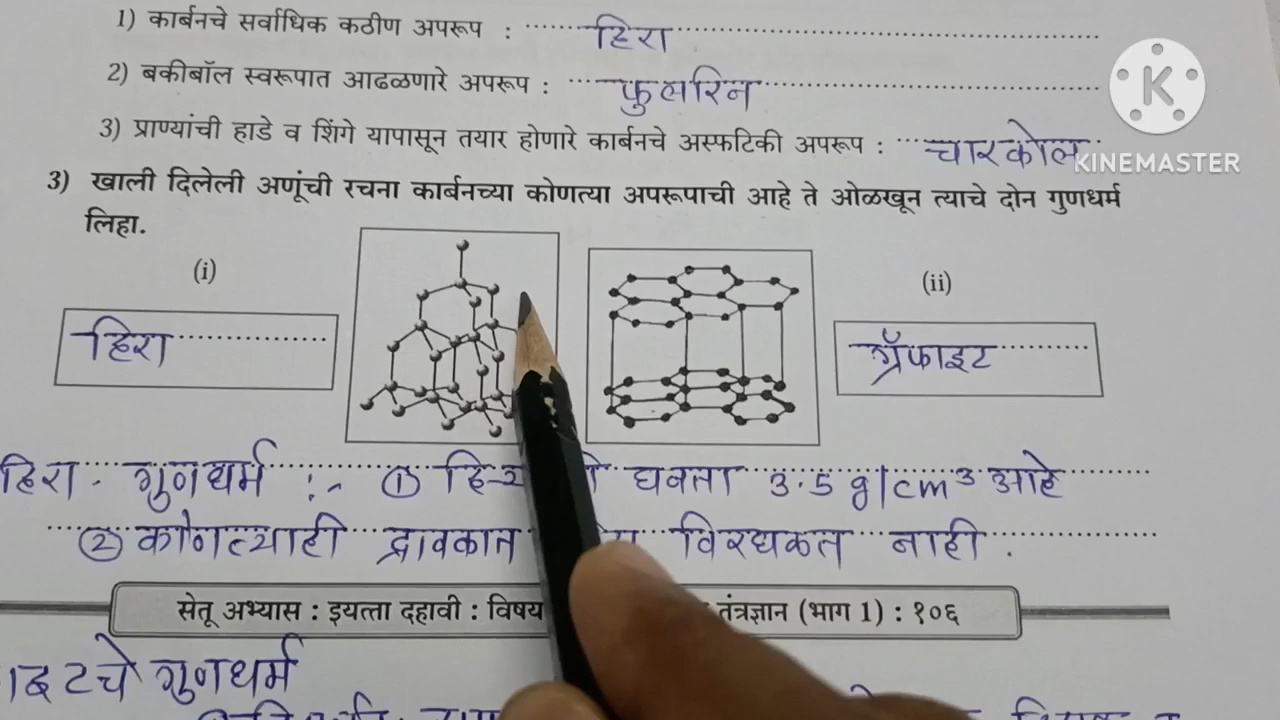 1) कार्बनचे सर्वाधिक कठीण अपरूप : हिरा
2) बकीबॉल स्वरूपात आढळणारे अपरूप : फुलरिन
3) प्राण्यांची हाडे व शिंगे यापासून तयार होणारे कार्बनचे अस्फटिकी अपरूप : चारकोल
K
KINEMASTER
3) खाली दिलेली अणूंची रचना कार्बनच्या कोणत्या अपरूपाची आहे ते ओळखून त्याचे दोन गुणधर्म
लिहा.
(i) (ii)
हिरा ग्रॅफाइट
हिरा - गुणधर्म :- ① घनता 3.5 g/cm³ आहे
② कोणत्याही द्रावकात विरघळत नाही .
सेतू अभ्यास : इयत्ता दहावी : विषय तंत्रज्ञान (भाग 1) : १०६
इटचे गुणधर्म